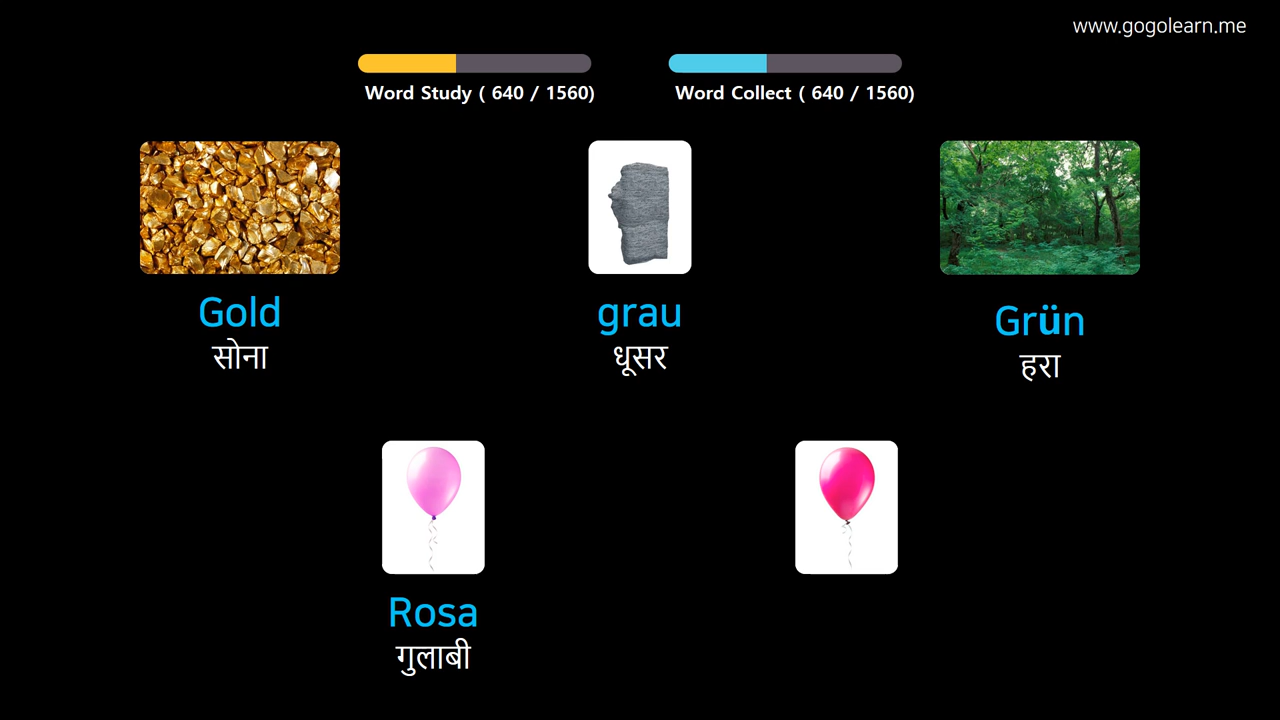 www.gogolearn.me
Word Study ( 640 / 1560)
Word Collect ( 640 / 1560)
Gold
सोना
grau
धूसर
Grün
हरा
Rosa
गुलाबी